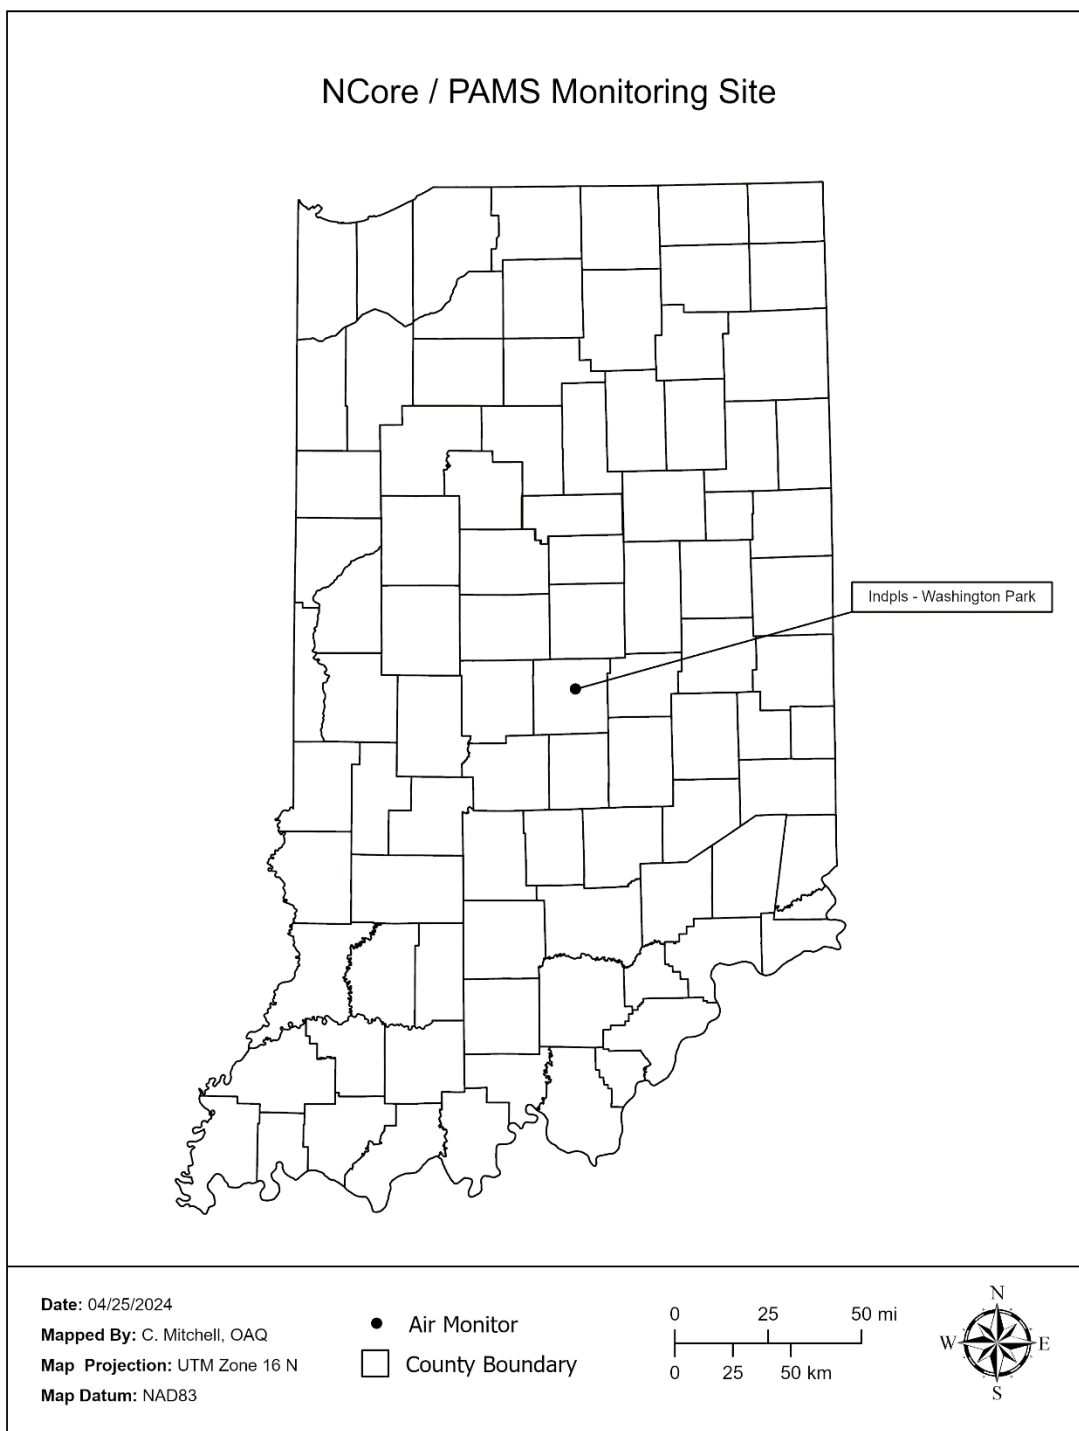 NCore / PAMS Monitoring Site
Indpls - Washington Park
Date: 04/25/2024
Mapped By: C. Mitchell, OAQ
Map Projection: UTM Zone 16 N
Map Datum: NAD83
Air Monitor
County Boundary
0 25 50 mi
0 25 50 km
N
W E
S